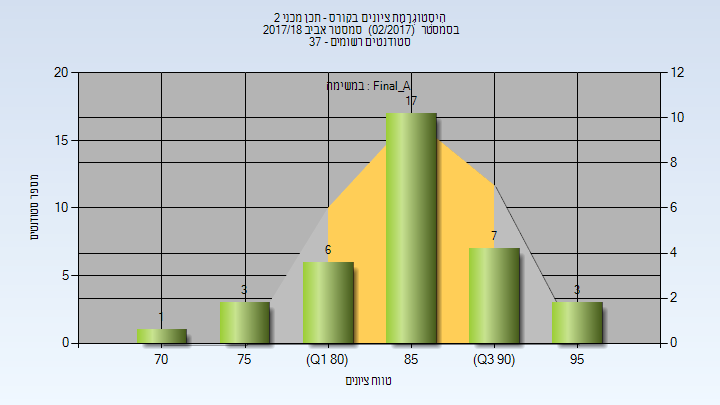 היסטוגרמת ציונים בקורס - תכן מכני 2
בסמסטר (02/2017) סמסטר אביב 2017/18
סטודנטים רשומים - 37
במשימה : Final_A
20
15
10
5
0
12
10
8
6
4
2
0
1
3
6
17
7
3
70
75
(Q1 80)
85
(Q3 90)
95
מספר סטודנטים
טווח ציונים